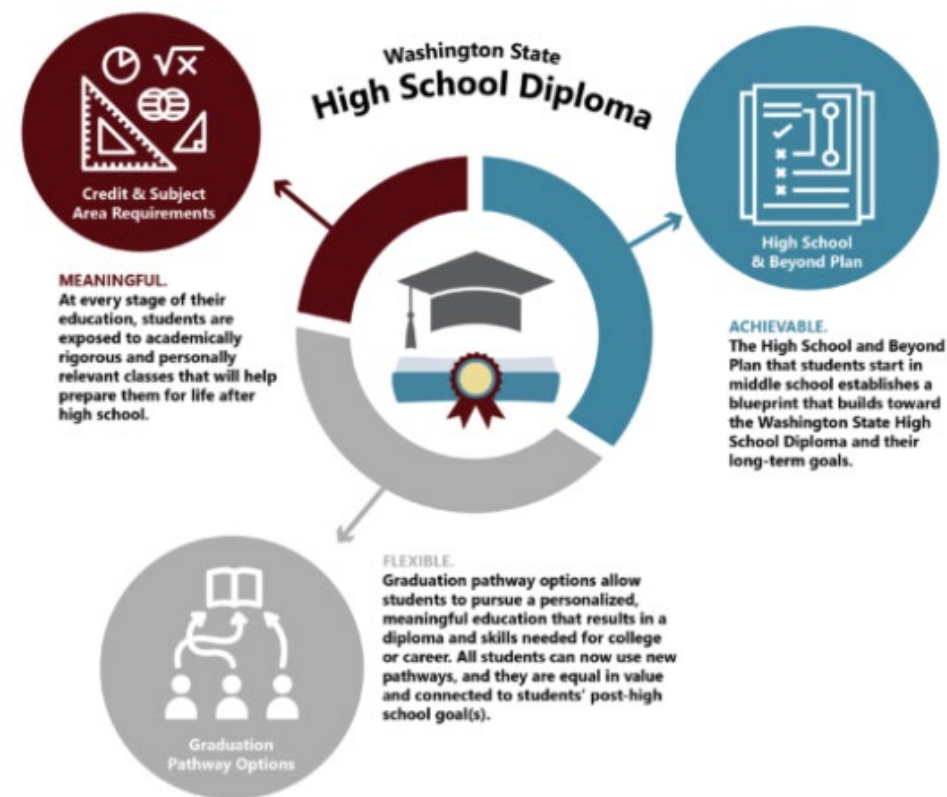 Washington State
High School Diploma
Credit & Subject
Area Requirements
MEANINGFUL.
At every stage of their
education, students are
exposed to academically
rigorous and personally
relevant classes that will help
prepare them for life after
high school.
High School
& Beyond Plan
ACHIEVABLE.
The High School and Beyond
Plan that students start in
middle school establishes a
blueprint that builds toward
the Washington State High
School Diploma and their
long-term goals.
Graduation
Pathway Options
FLEXIBLE.
Graduation pathway options allow
students to pursue a personalized,
meaningful education that results in a
diploma and skills needed for college
or career. All students can now use new
pathways, and they are equal in value
and connected to students' post-high
school goal(s).